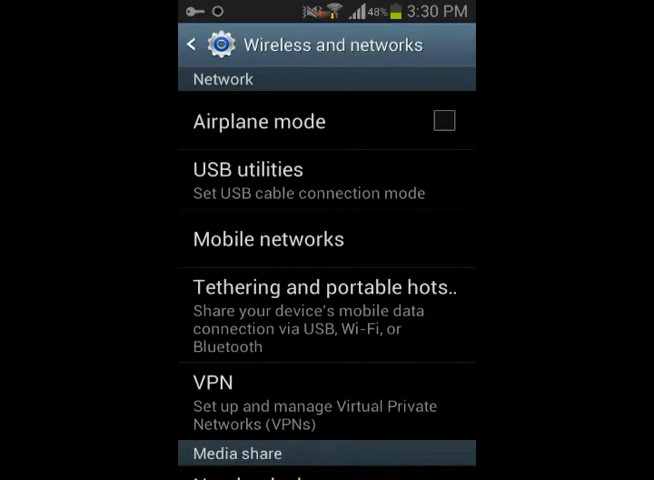 48% 3:30 PM
Wireless and networks
Network
Airplane mode
USB utilities
Set USB cable connection mode
Mobile networks
Tethering and portable hots..
Share your device's mobile data
connection via USB, Wi-Fi, or
Bluetooth
VPN
Set up and manage Virtual Private
Networks (VPNs)
Media share